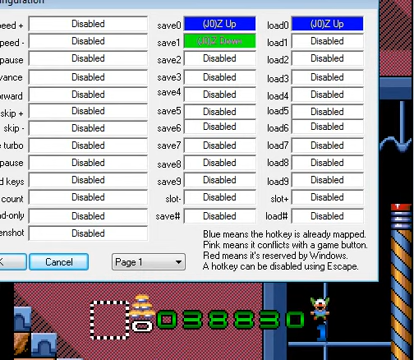 nfiguration
eed + Disabled save0 (J0)Z Up load0 (J0)Z Up
peed - Disabled save1 load1 Disabled
pause Disabled save2 Disabled load2 Disabled
vance Disabled save3 Disabled load3 Disabled
orward Disabled save4 Disabled load4 Disabled
skip + Disabled save5 Disabled load5 Disabled
skip - Disabled save6 Disabled load6 Disabled
e turbo Disabled save7 Disabled load7 Disabled
pause Disabled save8 Disabled load8 Disabled
d keys Disabled save9 Disabled load9 Disabled
count Disabled slot- Disabled slot+ Disabled
ad-only Disabled save# Disabled load# Disabled
enshot Disabled
Blue means the hotkey is already mapped.
Pink means it conflicts with a game button.
Red means it's reserved by Windows.
A hotkey can be disabled using Escape.
K Cancel Page 1
0 038830